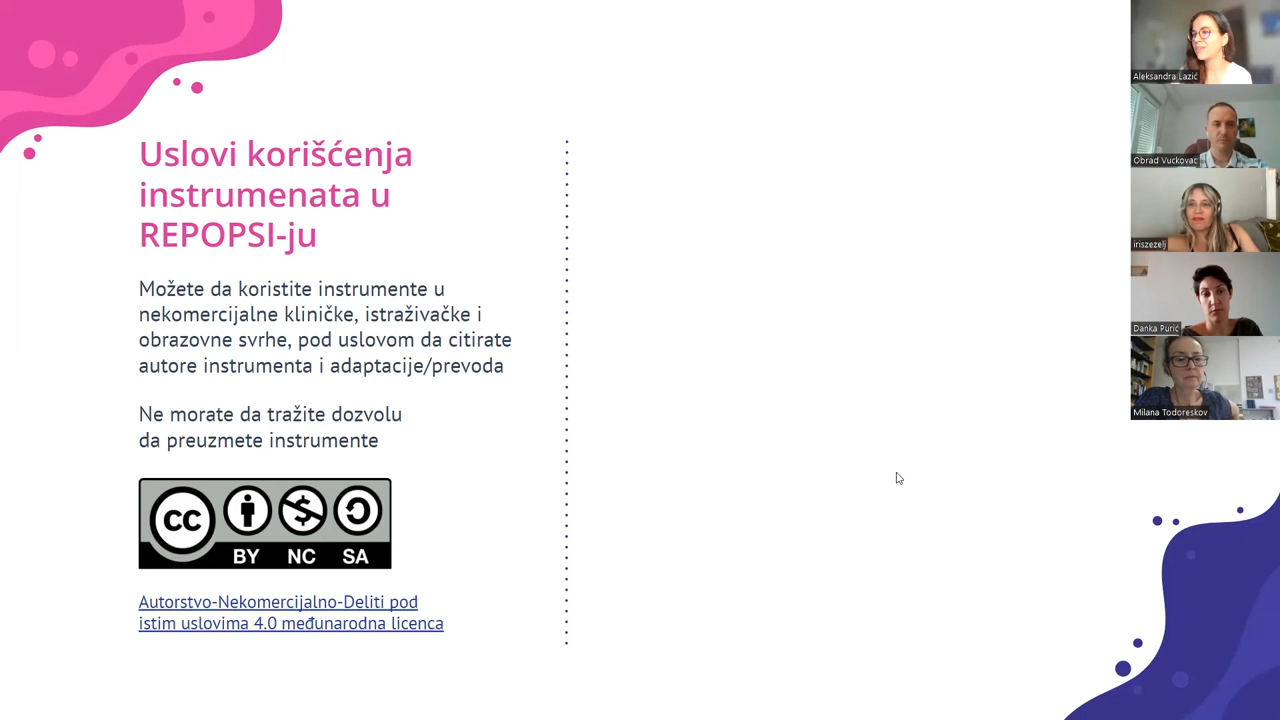 Uslovi korišćenja
instrumenata u
REPOPSI-ju
Možete da koristite instrumente u
nekomercijalne kliničke, istraživačke i
obrazovne svrhe, pod uslovom da citirate
autore instrumenta i adaptacije/prevoda
Ne morate da tražite dozvolu
da preuzmete instrumente
cc
BY NC SA
Autorstvo-Nekomercijalno-Deliti pod
istim uslovima 4.0 međunarodna licenca
Aleksandra Lazić
Obrad Vuckovac
iriszezelj
Danka Purić
Milana Todoreskov